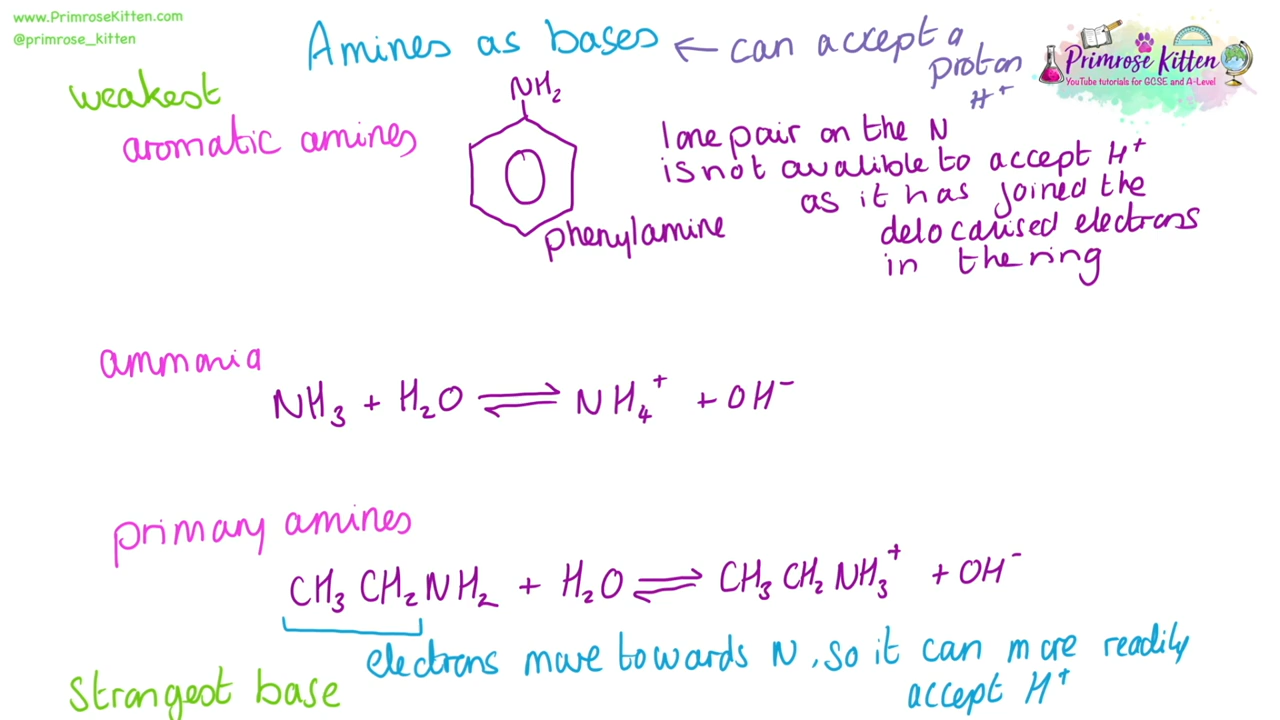 www.PrimroseKitten.com
@primrose_kitten
Amines as bases ← can accept a
proton
H⁺
Primrose Kitten
YouTube tutorials for GCSE and A-Level
weakest
aromatic amines
NH₂
phenylamine
lone pair on the N
is not avalible to accept H⁺
as it has joined the
delocalised electrons
in the ring
ammonia
NH₃ + H₂O ⇌ NH₄⁺ + OH⁻
primary amines
CH₃CH₂NH₂ + H₂O ⇌ CH₃CH₂NH₃⁺ + OH⁻
electrons move towards N, so it can more readily
accept H⁺
Strongest base